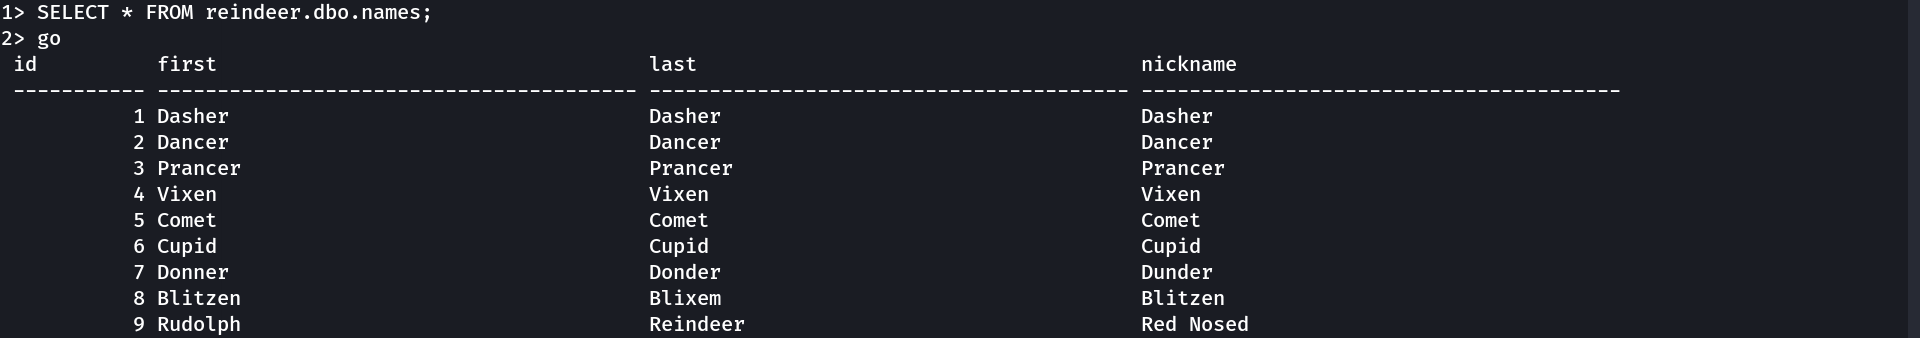 1> SELECT * FROM reindeer.dbo.names;
2> go
 id          first                                    last                                     nickname
 ----------- ---------------------------------------- ---------------------------------------- ----------------------------------------
           1 Dasher                                   Dasher                                   Dasher
           2 Dancer                                   Dancer                                   Dancer
           3 Prancer                                  Prancer                                  Prancer
           4 Vixen                                    Vixen                                    Vixen
           5 Comet                                    Comet                                    Comet
           6 Cupid                                    Cupid                                    Cupid
           7 Donner                                   Donder                                   Dunder
           8 Blitzen                                  Blixem                                   Blitzen
           9 Rudolph                                  Reindeer                                 Red Nosed